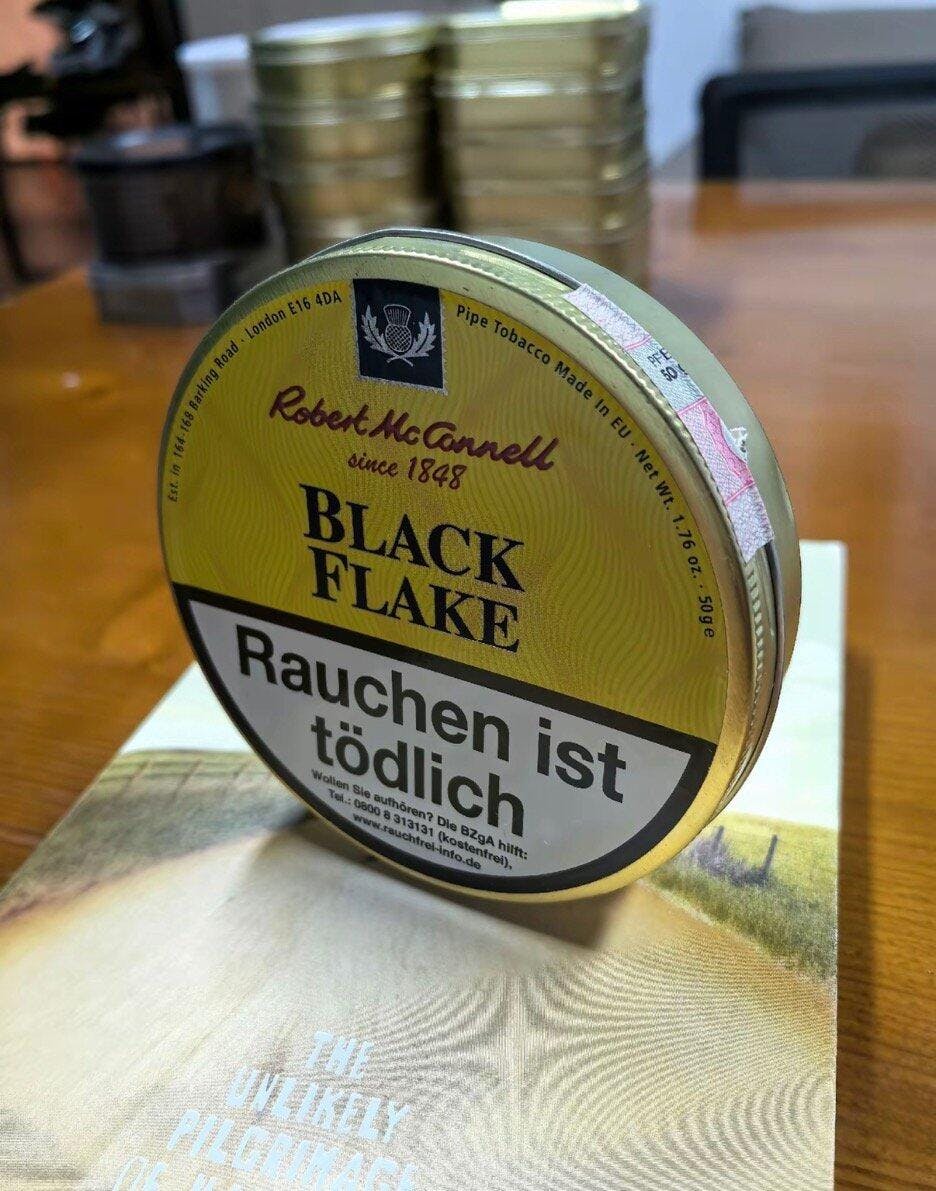 Est. in 164-168 Barking Road · London E16 4DA
Pipe Tobacco Made In EU · Net Wt. 1.76 oz. · 50g e
Robert McConnell
since 1848
BLACK
FLAKE
Rauchen ist
tödlich
Wollen Sie aufhören? Die BZgA hilft:
Tel.: 0800 8 313131 (kostenfrei),
www.rauchfrei-info.de
THE
UNLIKELY
PILGRIMAGE
OF